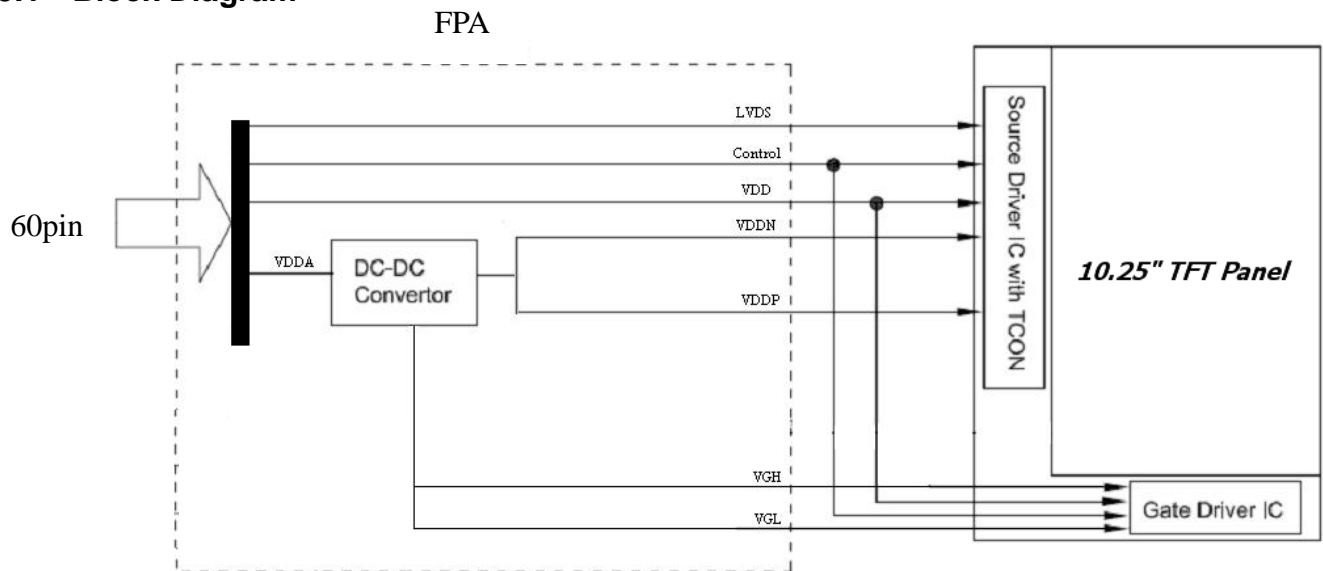 Block Diagram
FPA
LVDS
Control
VDD
VDDN
VDDP
60pin
VDDA
DC-DC
Convertor
Source Driver IC with TCON
10.25" TFT Panel
VGH
VGL
Gate Driver IC